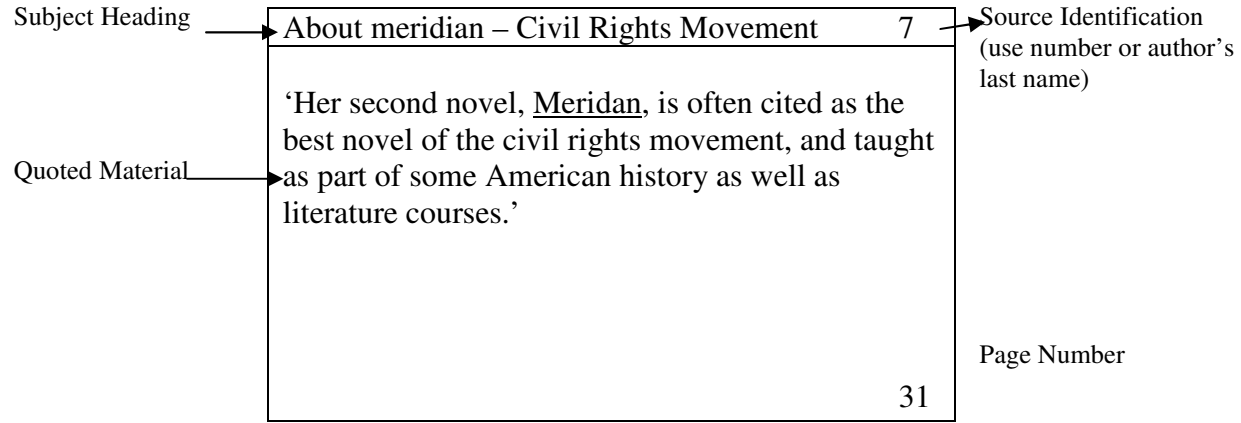 Subject Heading
About meridian – Civil Rights Movement 7
Source Identification
(use number or author’s
last name)
‘Her second novel, Meridan, is often cited as the
best novel of the civil rights movement, and taught
Quoted Material
as part of some American history as well as
literature courses.’
Page Number
31